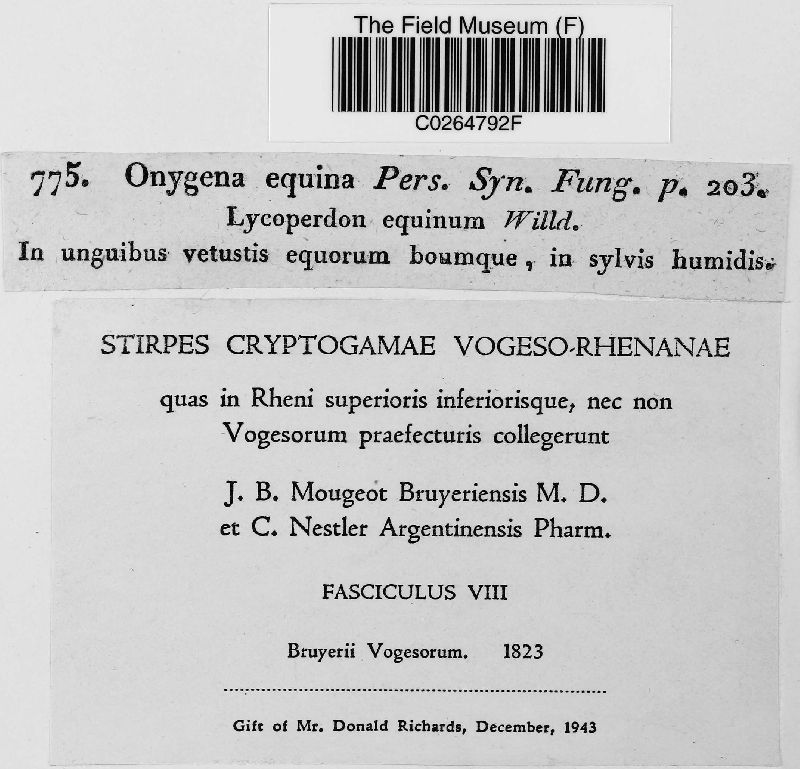 The Field Museum (F)
C0264792F
775. Onygena equina Pers. Syn. Fung. p. 203.
Lycoperdon equinum Willd.
In unguibus vetustis equorum boumque, in sylvis humidis.
STIRPES CRYPTOGAMAE VOGESO-RHENANAE
quas in Rheni superioris inferiorisque, nec non
Vogesorum praefecturis collegerunt
J. B. Mougeot Bruyeriensis M. D.
et C. Nestler Argentinensis Pharm.
FASCICULUS VIII
Bruyerii Vogesorum. 1823
Gift of Mr. Donald Richards, December, 1943